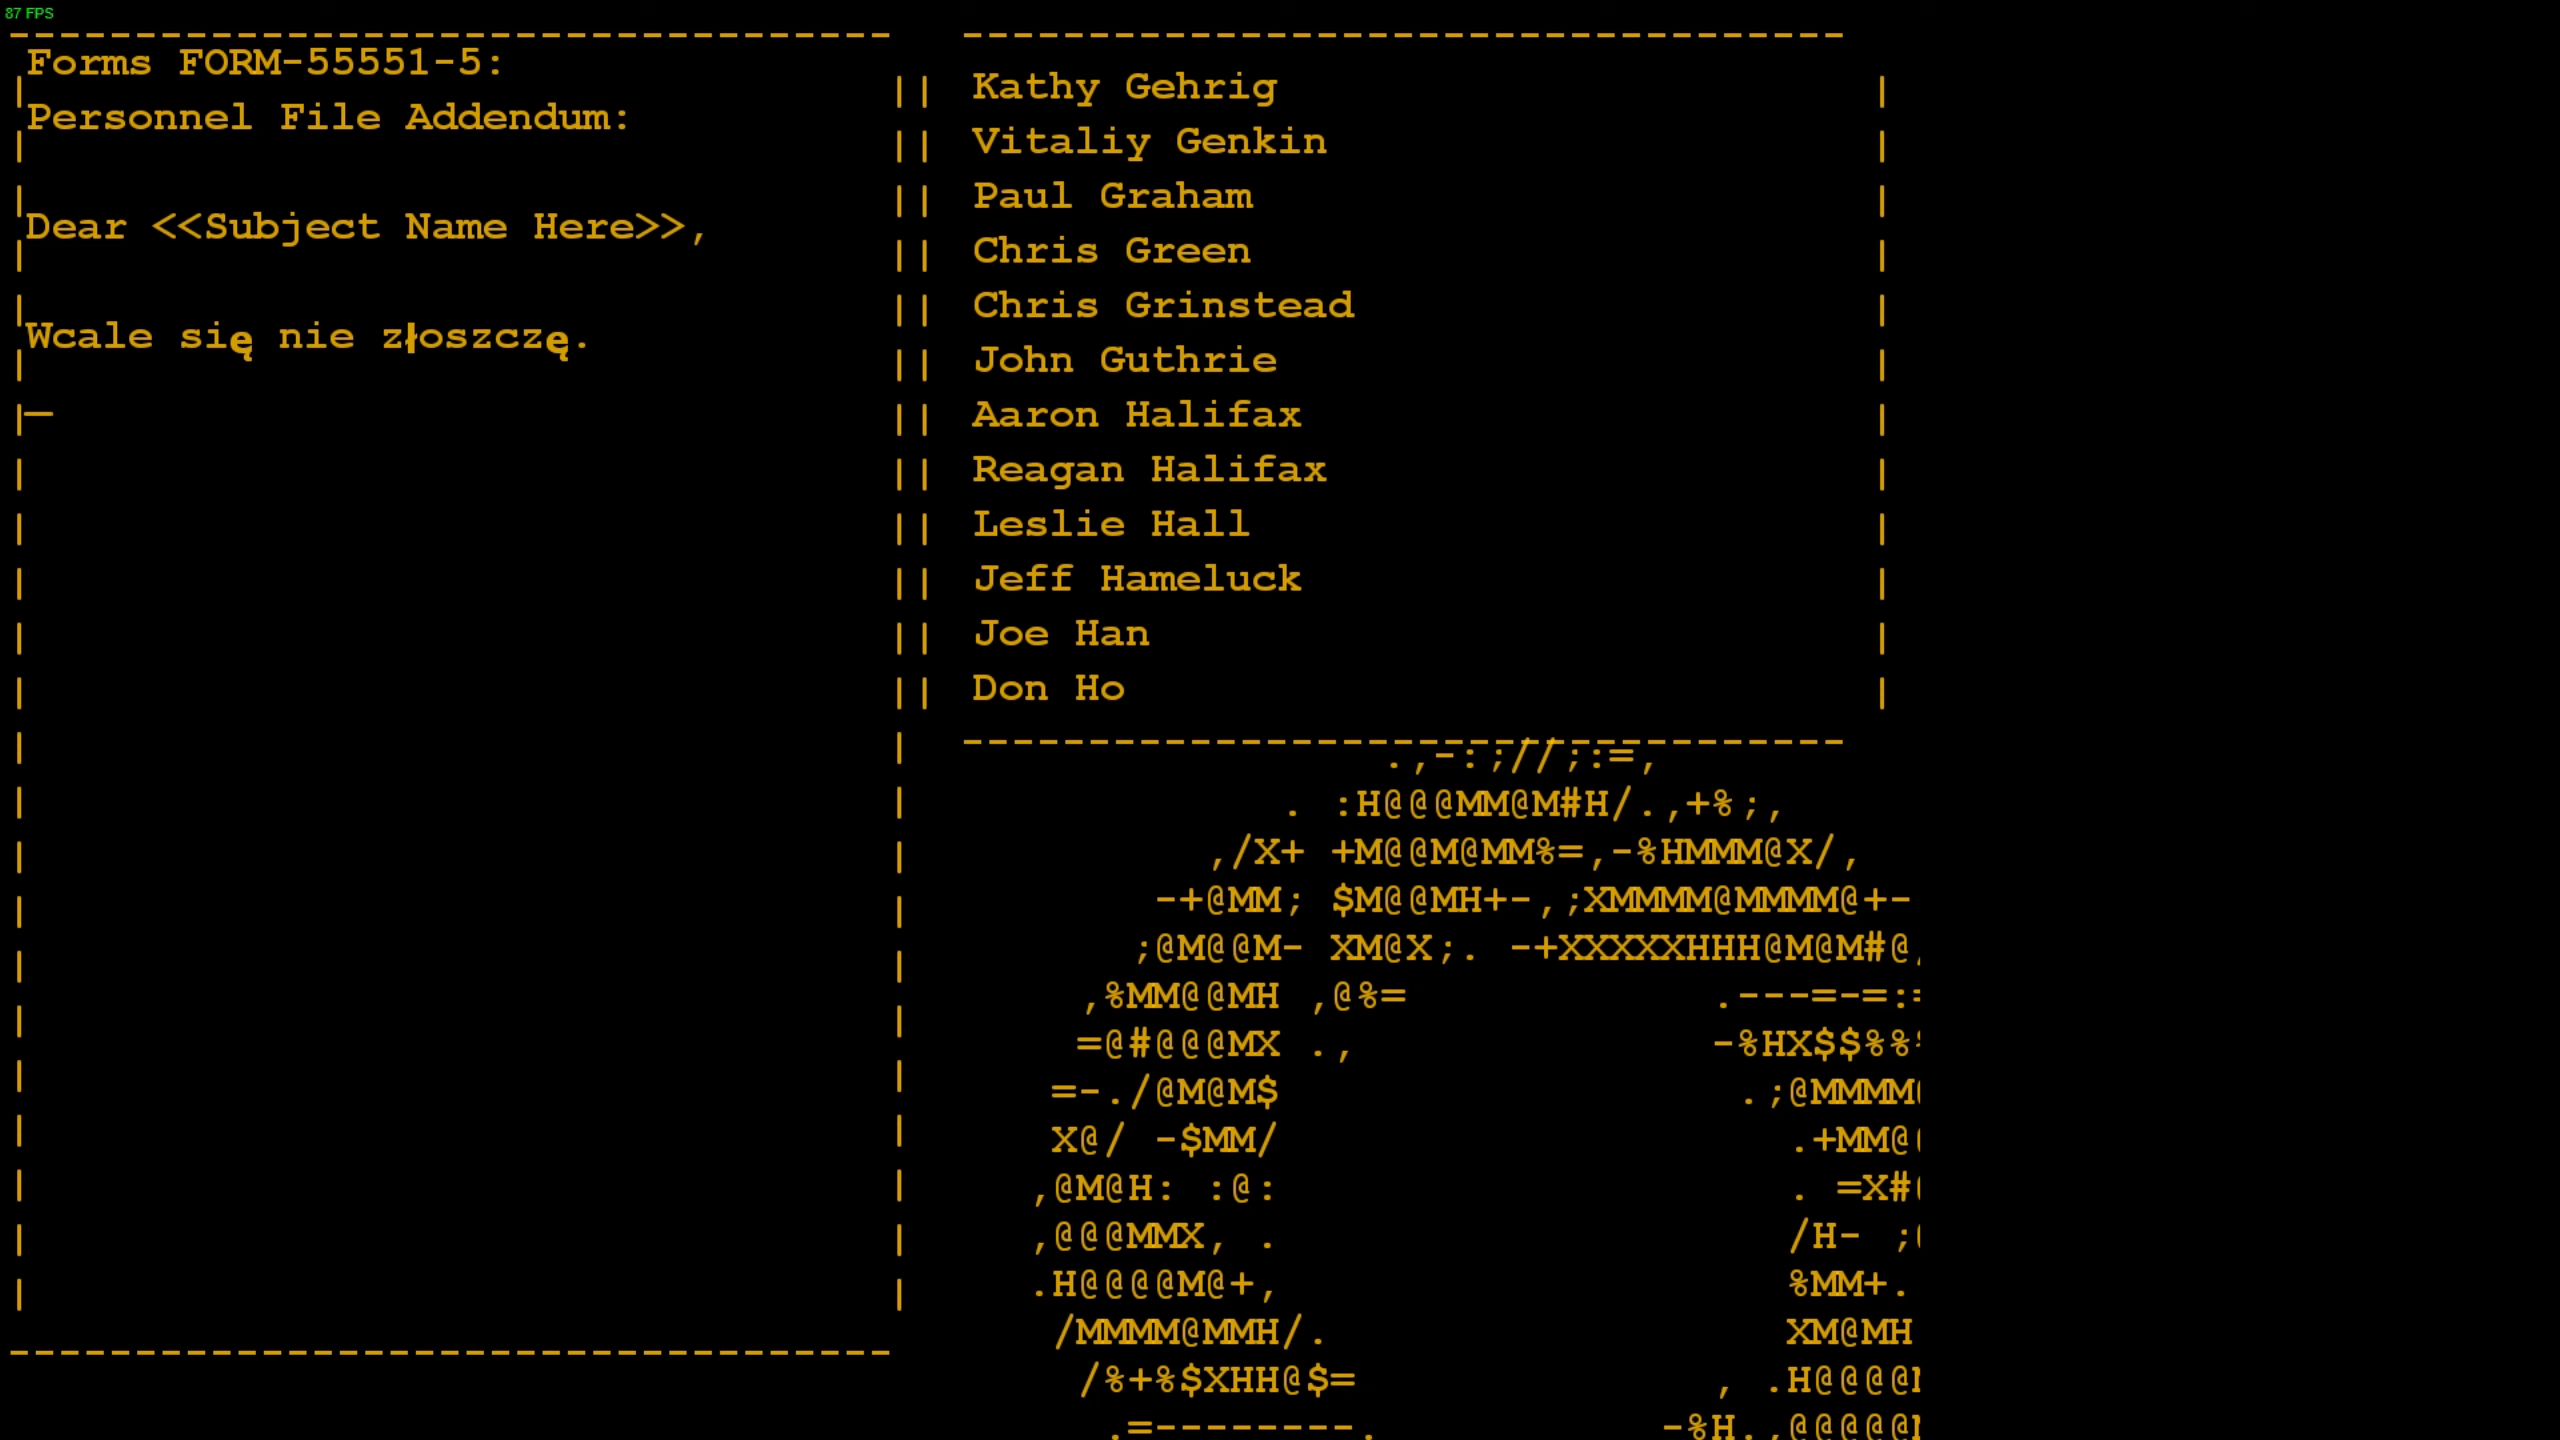 87 FPS
Forms FORM-55551-5:
Personnel File Addendum:
Dear <<Subject Name Here>>,
Wcale się nie złoszczę.
Kathy Gehrig
Vitaliy Genkin
Paul Graham
Chris Green
Chris Grinstead
John Guthrie
Aaron Halifax
Reagan Halifax
Leslie Hall
Jeff Hameluck
Joe Han
Don Ho